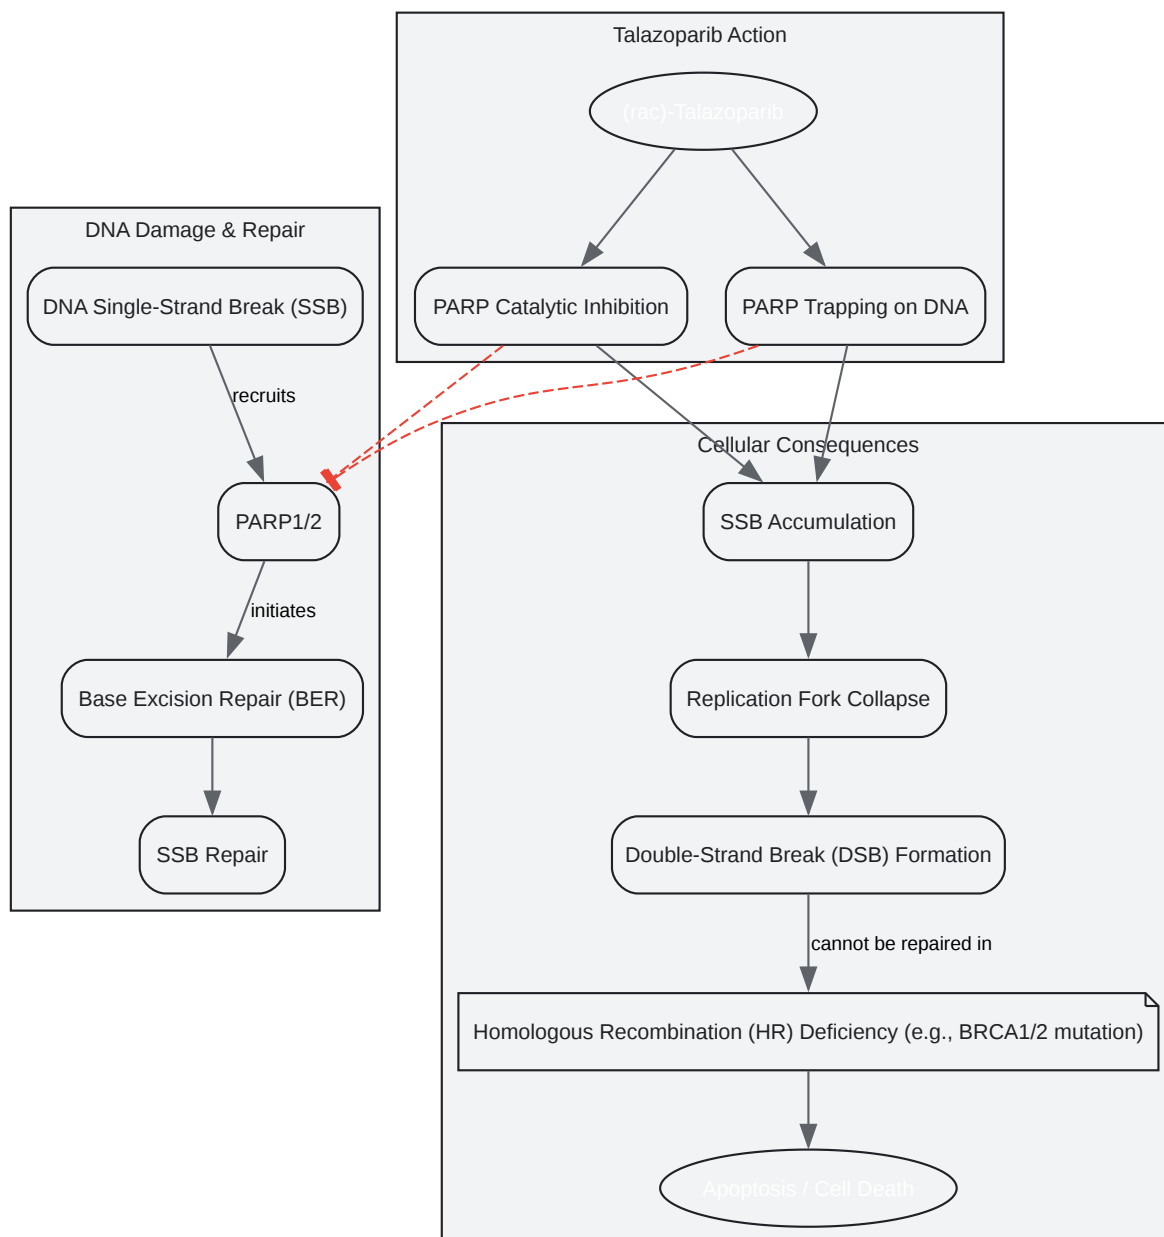 Talazoparib Action
(rac)-Talazoparib
PARP Catalytic Inhibition
PARP Trapping on DNA
DNA Damage & Repair
DNA Single-Strand Break (SSB)
recruits
PARP1/2
initiates
Base Excision Repair (BER)
SSB Repair
Cellular Consequences
SSB Accumulation
Replication Fork Collapse
Double-Strand Break (DSB) Formation
cannot be repaired in
Homologous Recombination (HR) Deficiency (e.g., BRCA1/2 mutation)
Apoptosis / Cell Death